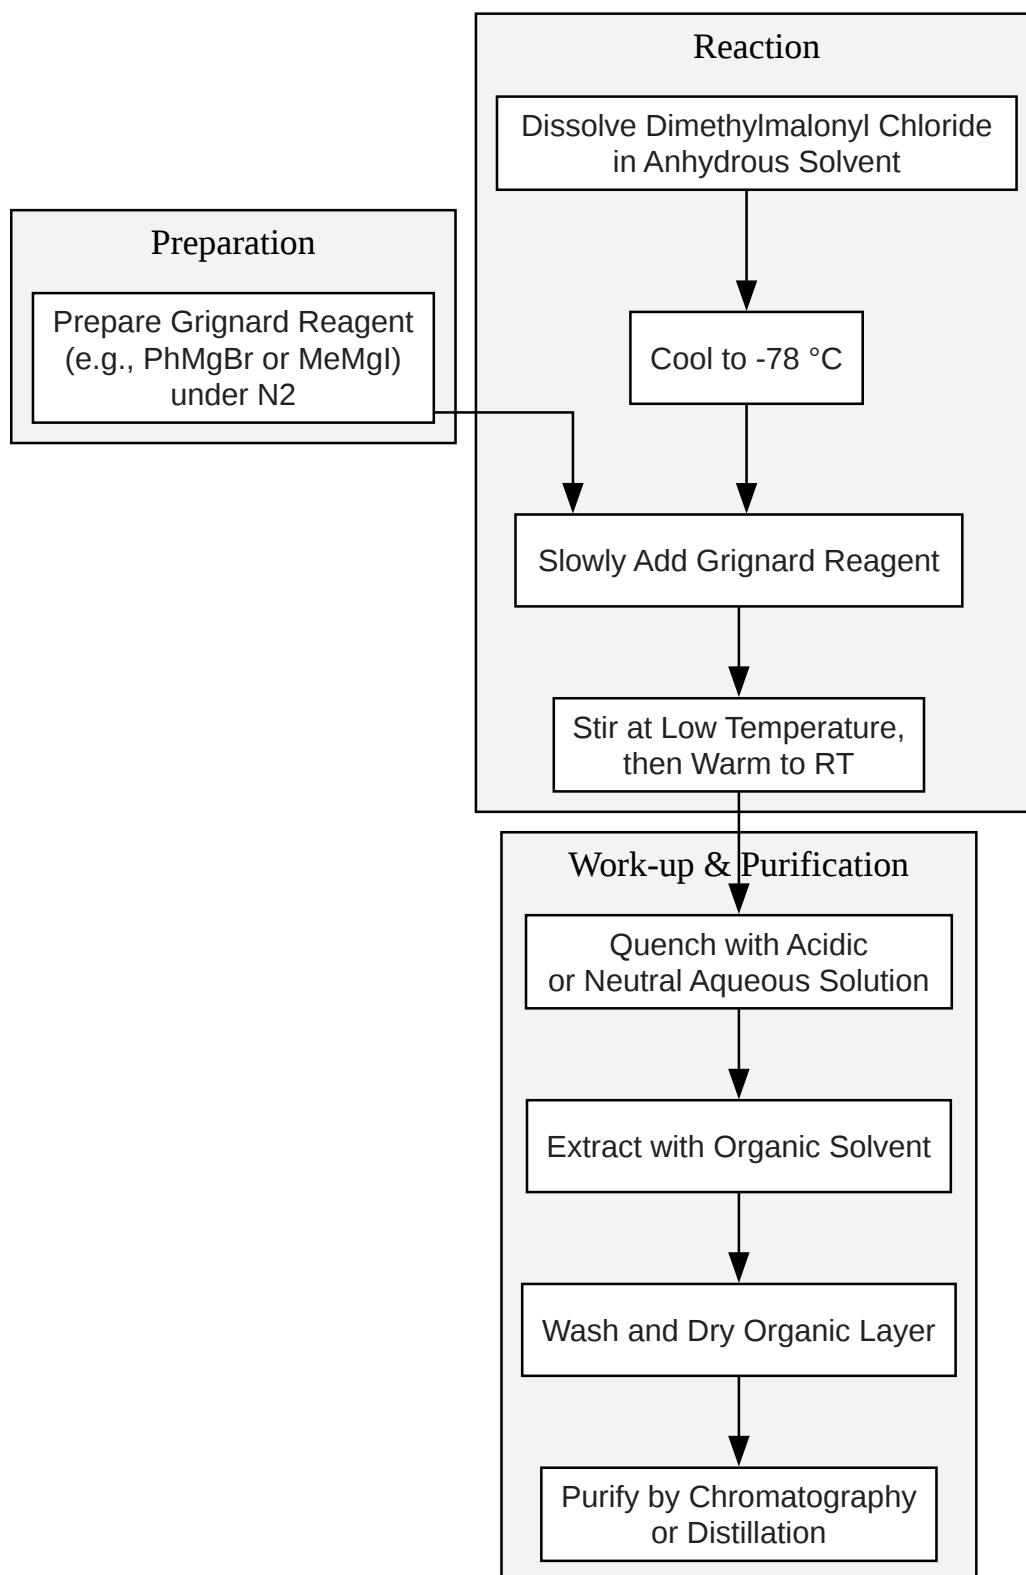 Reaction
Dissolve Dimethylmalonyl Chloride
in Anhydrous Solvent
Preparation
Prepare Grignard Reagent
(e.g., PhMgBr or MeMgI)
under N2
Cool to -78 °C
Slowly Add Grignard Reagent
Stir at Low Temperature,
then Warm to RT
Work-up & Purification
Quench with Acidic
or Neutral Aqueous Solution
Extract with Organic Solvent
Wash and Dry Organic Layer
Purify by Chromatography
or Distillation